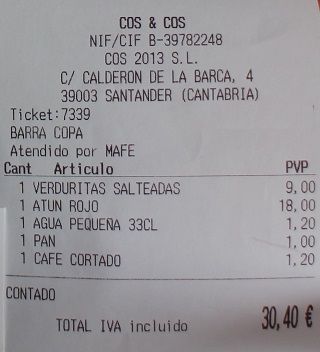 COS & COS
NIF/CIF B-39782248
COS 2013 S.L.
C/ CALDERON DE LA BARCA, 4
39003 SANTANDER (CANTABRIA)
Ticket:7339
BARRA COPA
Atendido por MAFE
Cant Articulo PVP
1 VERDURITAS SALTEADAS 9,00
1 ATUN ROJO 18,00
1 AGUA PEQUEÑA 33CL 1,20
1 PAN 1,00
1 CAFE CORTADO 1,20
CONTADO
TOTAL IVA incluido 30,40 €